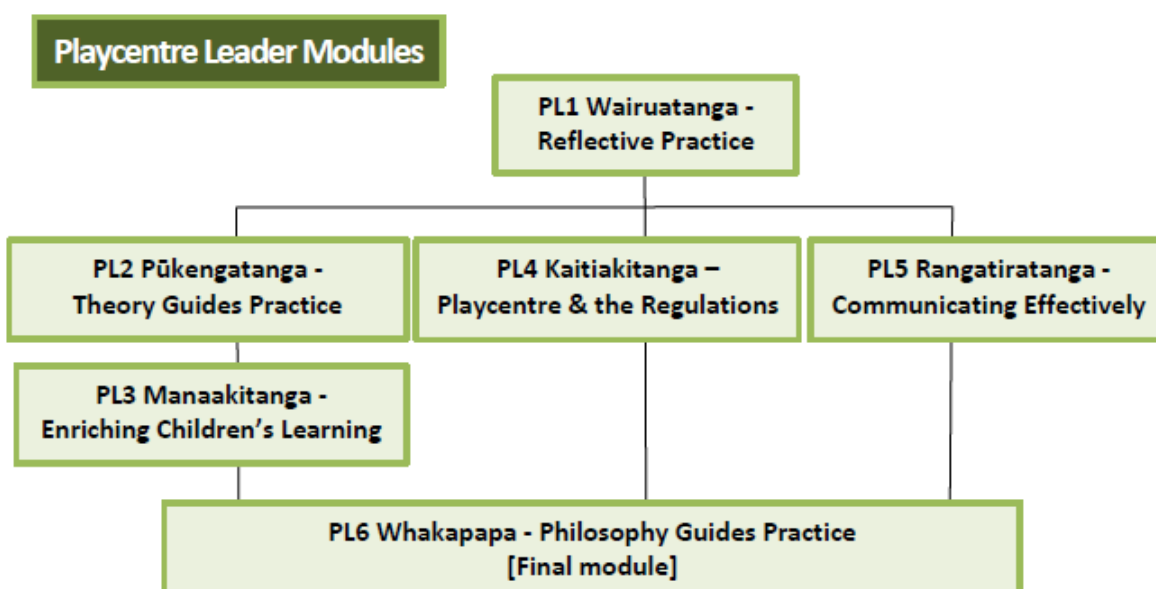 Playcentre Leader Modules
PL1 Wairuatanga -
Reflective Practice
PL2 Pūkengatanga -
Theory Guides Practice
PL4 Kaitiakitanga –
Playcentre & the Regulations
PL5 Rangatiratanga -
Communicating Effectively
PL3 Manaakitanga -
Enriching Children’s Learning
PL6 Whakapapa - Philosophy Guides Practice
[Final module]